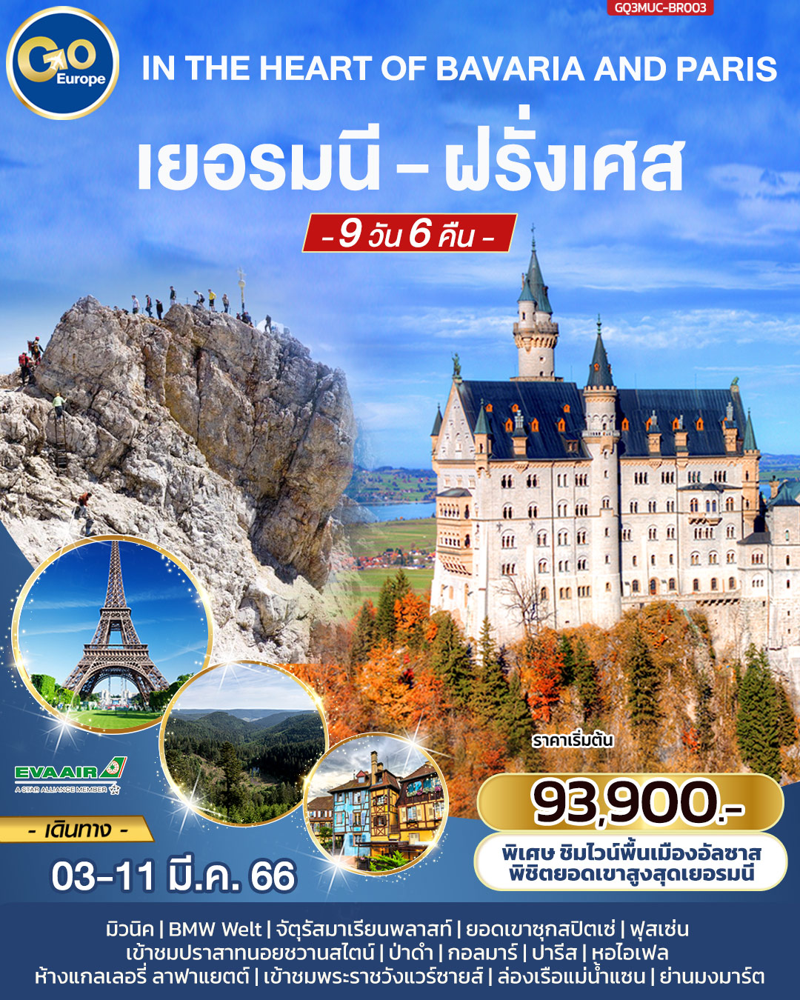 GQ3MUC-BR003
GO
Europe
IN THE HEART OF BAVARIA AND PARIS
เยอรมนี - ฝรั่งเศส
- 9 วัน 6 คืน -
ราคาเริ่มต้น
EVA AIR
A STAR ALLIANCE MEMBER
93,900.-
- เดินทาง -
พิเศษ ชิมไวน์พื้นเมืองอัลซาส
พิชิตยอดเขาสูงสุดเยอรมนี
03-11 มี.ค. 66
มิวนิค | BMW Welt | จัตุรัสมาเรียนพลาสท์ | ยอดเขาซุกสปิตเซ่ | ฟุสเซ่น
เข้าชมปราสาทนอยชวานสไตน์ | ป่าดำ | กอลมาร์ | ปารีส | หอไอเฟล
ห้างแกลเลอรี่ ลาฟาแยตต์ | เข้าชมพระราชวังแวร์ซายส์ | ล่องเรือแม่น้ำแซน | ย่านมงมาร์ต